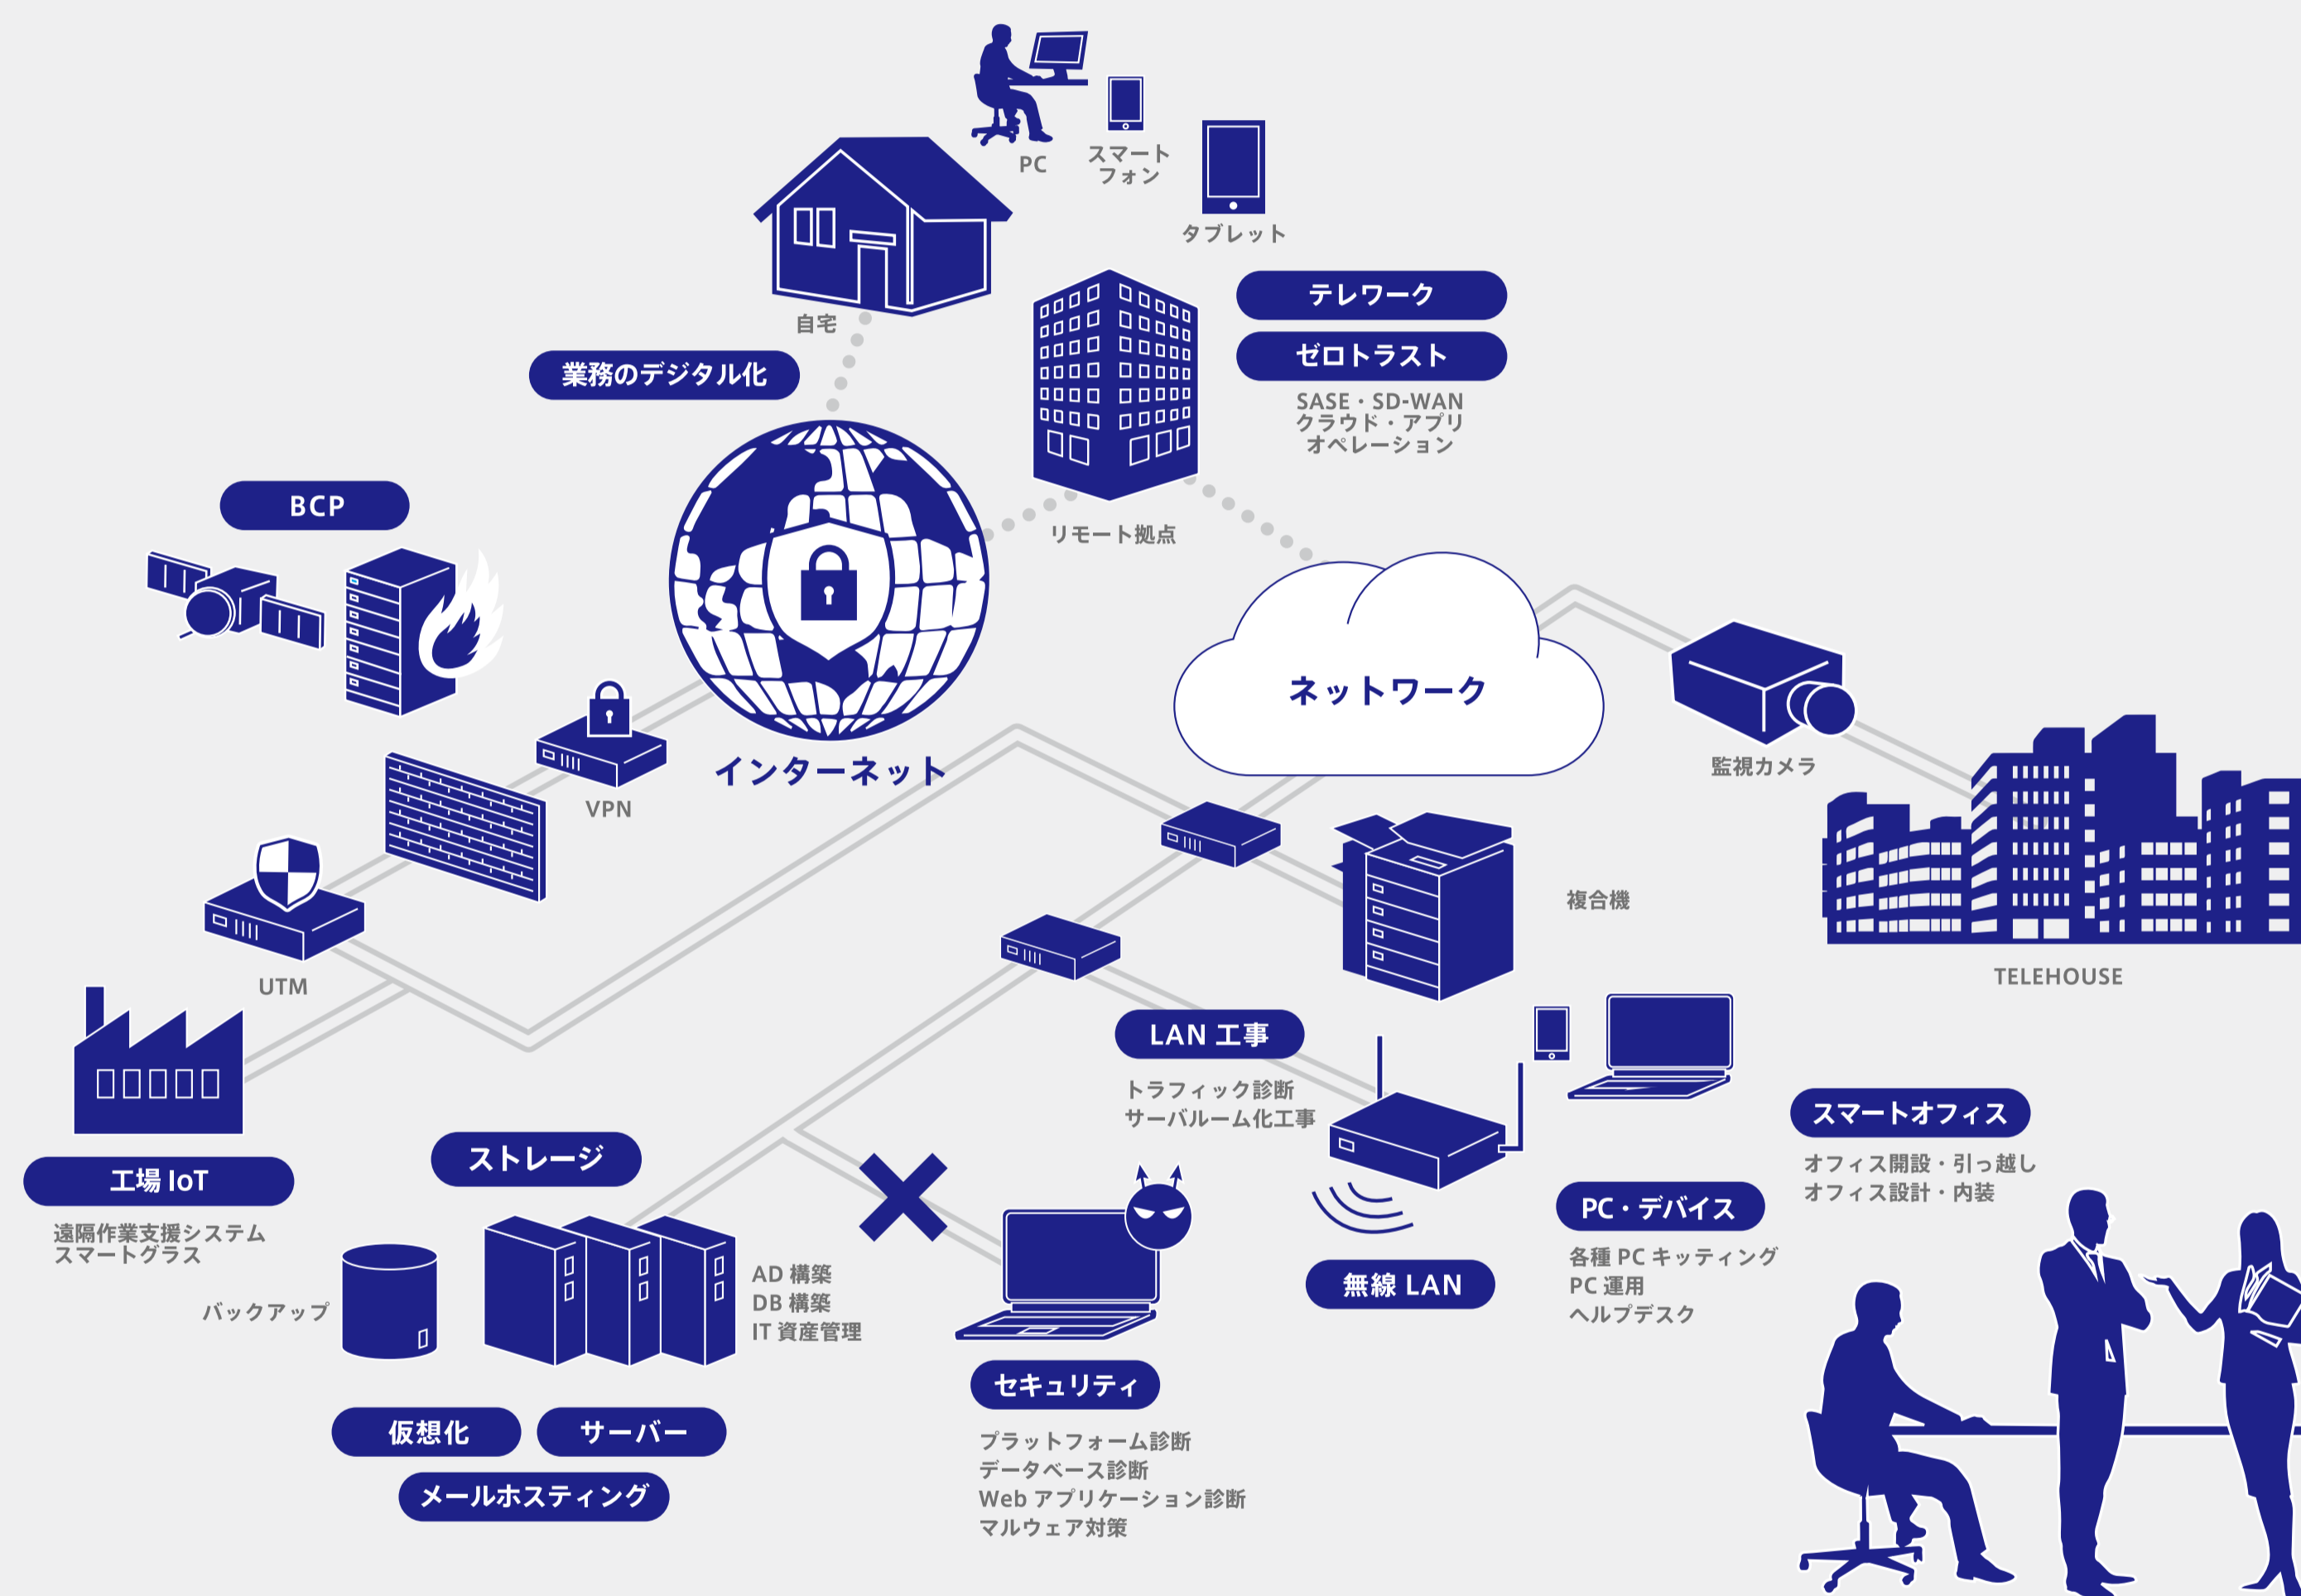 PC
スマート
フォン
タブレット
自宅
テレワーク
ゼロトラスト
SASE・SD-WAN
クラウド・アプリ
オペレーション
業務のデジタル化
リモート拠点
BCP
ネットワーク
インターネット
VPN
監視カメラ
UTM
複合機
TELEHOUSE
LAN 工事
トラフィック診断
サーバルーム化工事
スマートオフィス
オフィス開設・引っ越し
オフィス設計・内装
工場 IoT
遠隔作業支援システム
スマートグラス
ストレージ
バックアップ
AD 構築
DB 構築
IT 資産管理
PC・デバイス
各種 PC キッティング
PC 運用
ヘルプデスク
無線 LAN
セキュリティ
プラットフォーム診断
データベース診断
Web アプリケーション診断
マルウェア対策
仮想化
サーバー
メールホスティング